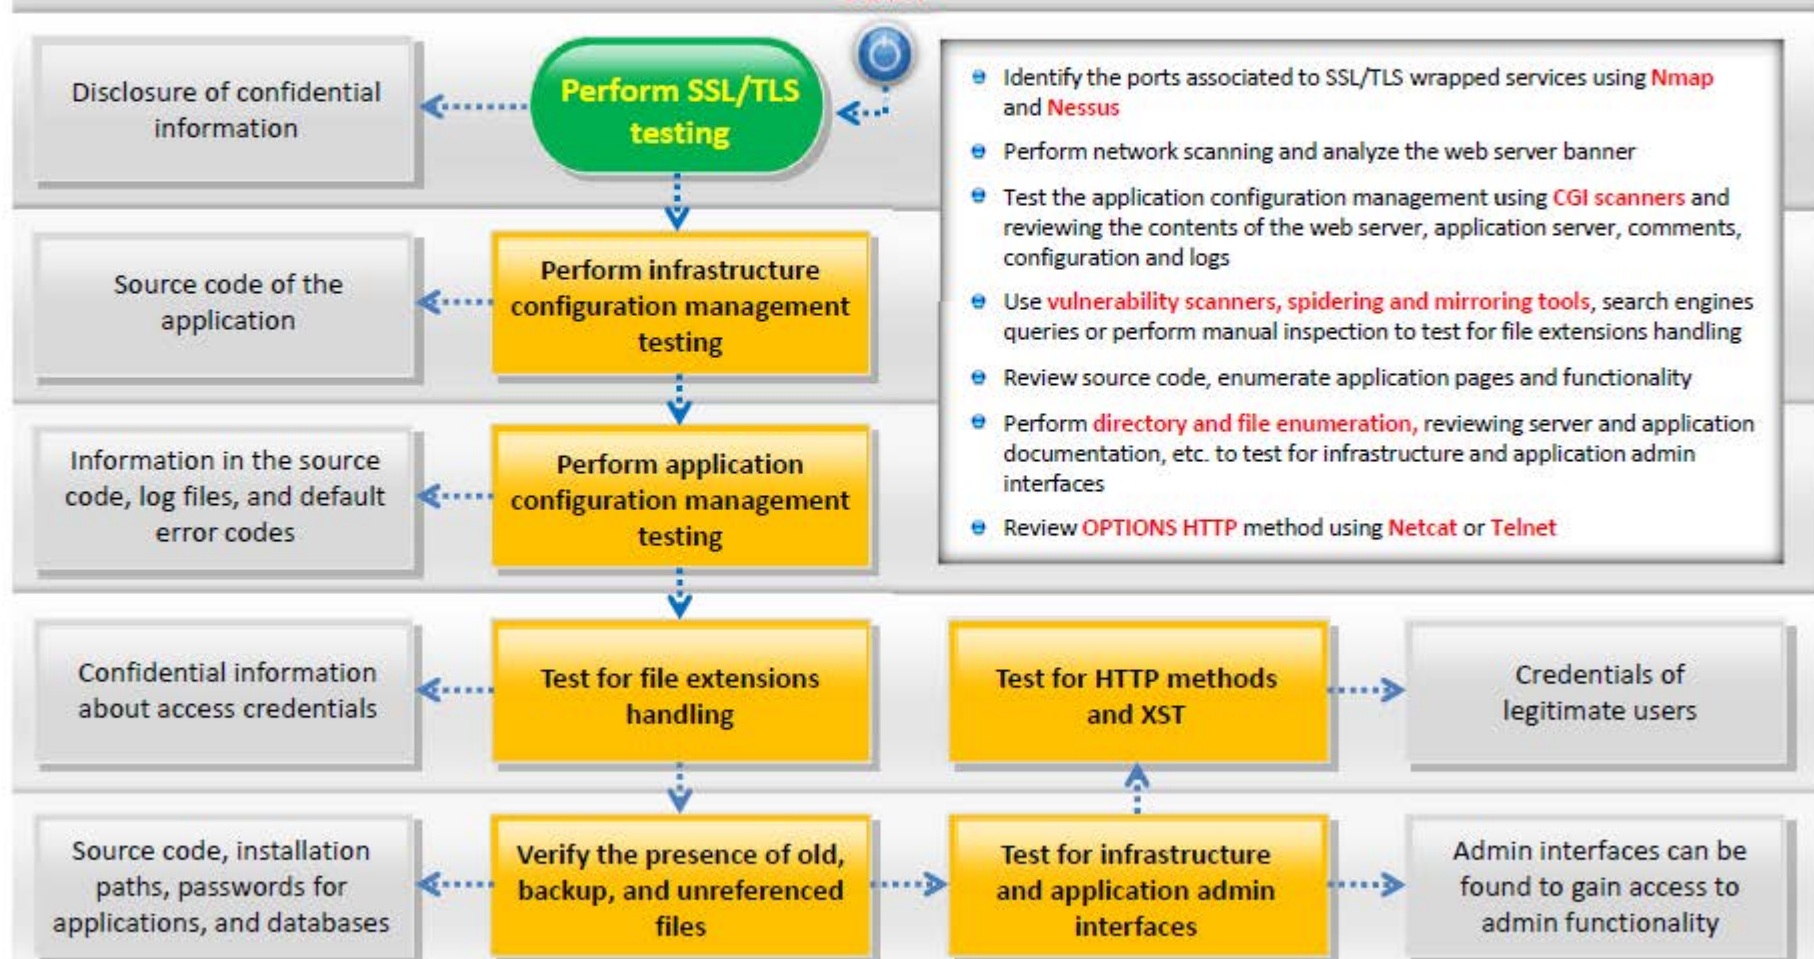 Disclosure of confidential
information
Perform SSL/TLS
testing
Identify the ports associated to SSL/TLS wrapped services using Nmap
and Nessus
Perform network scanning and analyze the web server banner
Test the application configuration management using CGI scanners and
reviewing the contents of the web server, application server, comments,
configuration and logs
Use vulnerability scanners, spidering and mirroring tools, search engines
queries or perform manual inspection to test for file extensions handling
Review source code, enumerate application pages and functionality
Perform directory and file enumeration, reviewing server and application
documentation, etc. to test for infrastructure and application admin
interfaces
Review OPTIONS HTTP method using Netcat or Telnet
Source code of the
application
Perform infrastructure
configuration management
testing
Information in the source
code, log files, and default
error codes
Perform application
configuration management
testing
Confidential information
about access credentials
Test for file extensions
handling
Test for HTTP methods
and XST
Credentials of
legitimate users
Source code, installation
paths, passwords for
applications, and databases
Verify the presence of old,
backup, and unreferenced
files
Test for infrastructure
and application admin
interfaces
Admin interfaces can be
found to gain access to
admin functionality